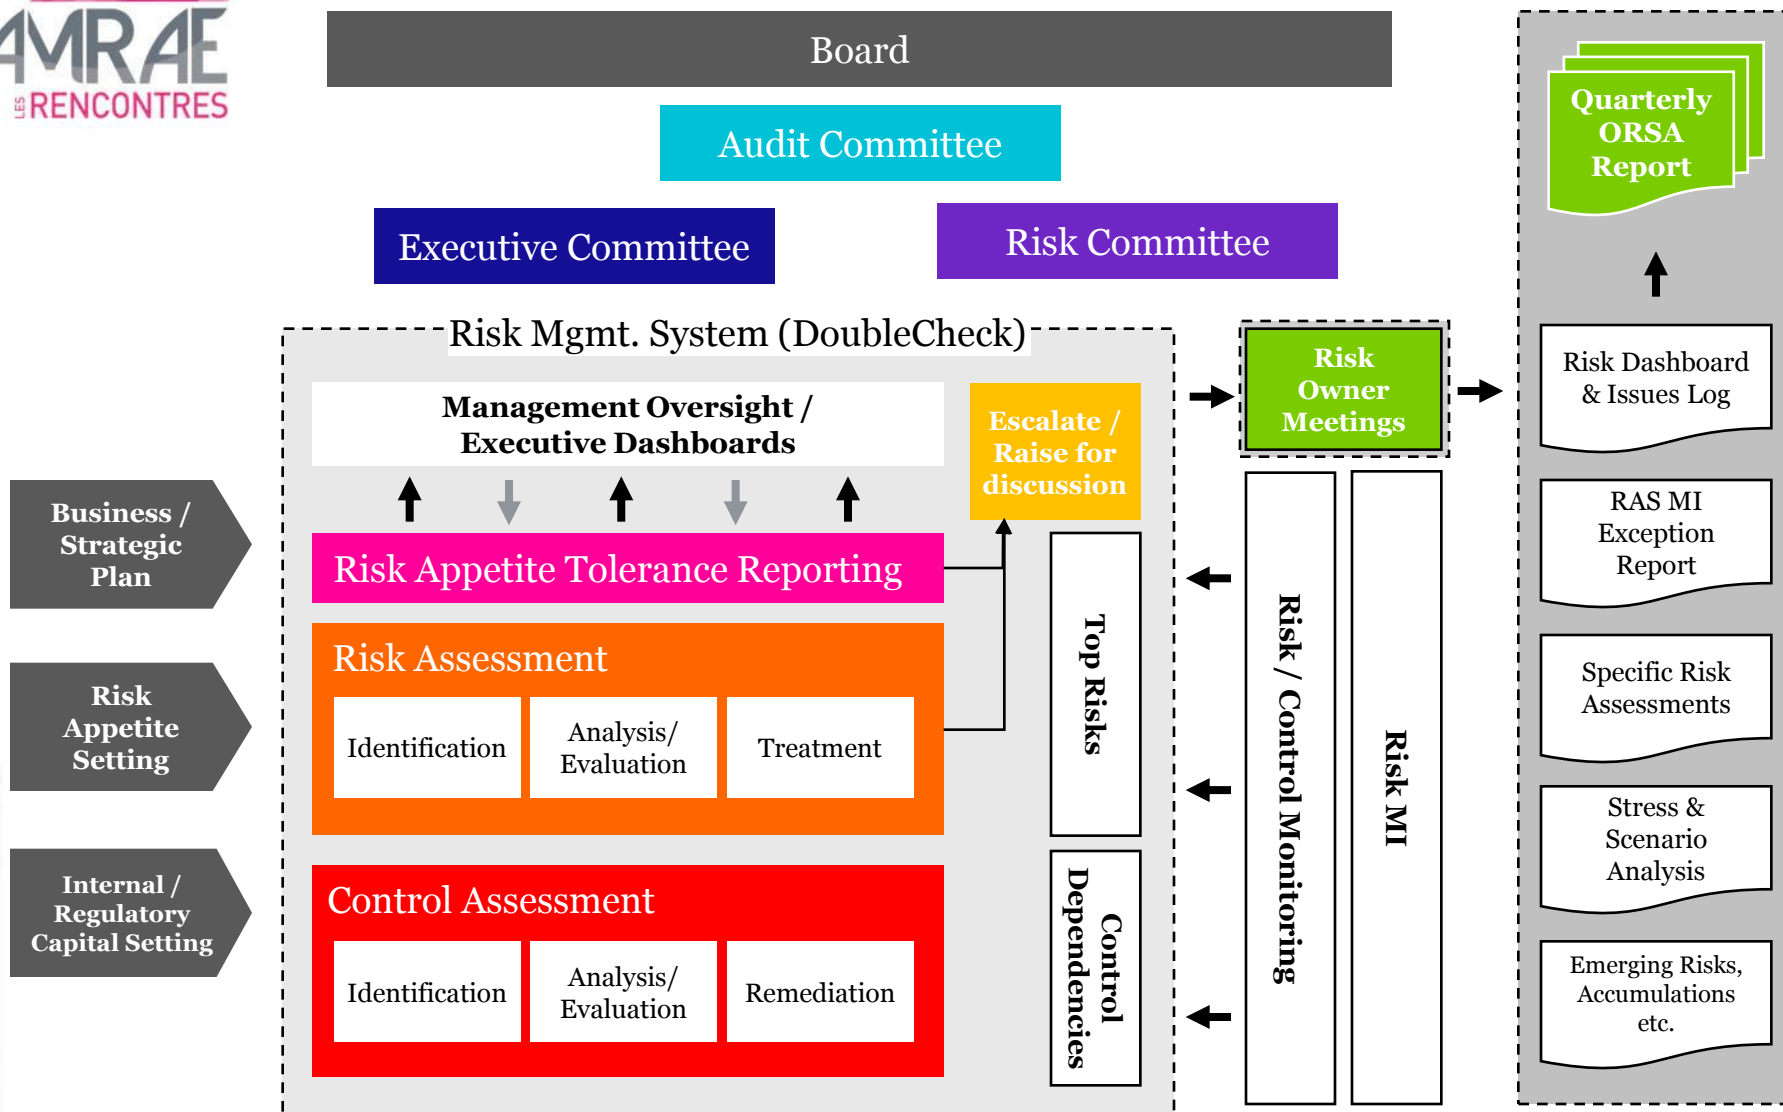 AMRAE
LES RENCONTRES
Board
Audit Committee
Executive Committee
Risk Committee
Risk Mgmt. System (DoubleCheck)
Management Oversight /
Executive Dashboards
Escalate /
Raise for
discussion
Risk Appetite Tolerance Reporting
Risk Assessment
Identification
Analysis/
Evaluation
Treatment
Control Assessment
Identification
Analysis/
Evaluation
Remediation
Top Risks
Control
Dependencies
Business /
Strategic
Plan
Risk
Appetite
Setting
Internal /
Regulatory
Capital Setting
Risk
Owner
Meetings
Risk / Control Monitoring
Risk MI
Quarterly
ORSA
Report
Risk Dashboard
& Issues Log
RAS MI
Exception
Report
Specific Risk
Assessments
Stress &
Scenario
Analysis
Emerging Risks,
Accumulations
etc.